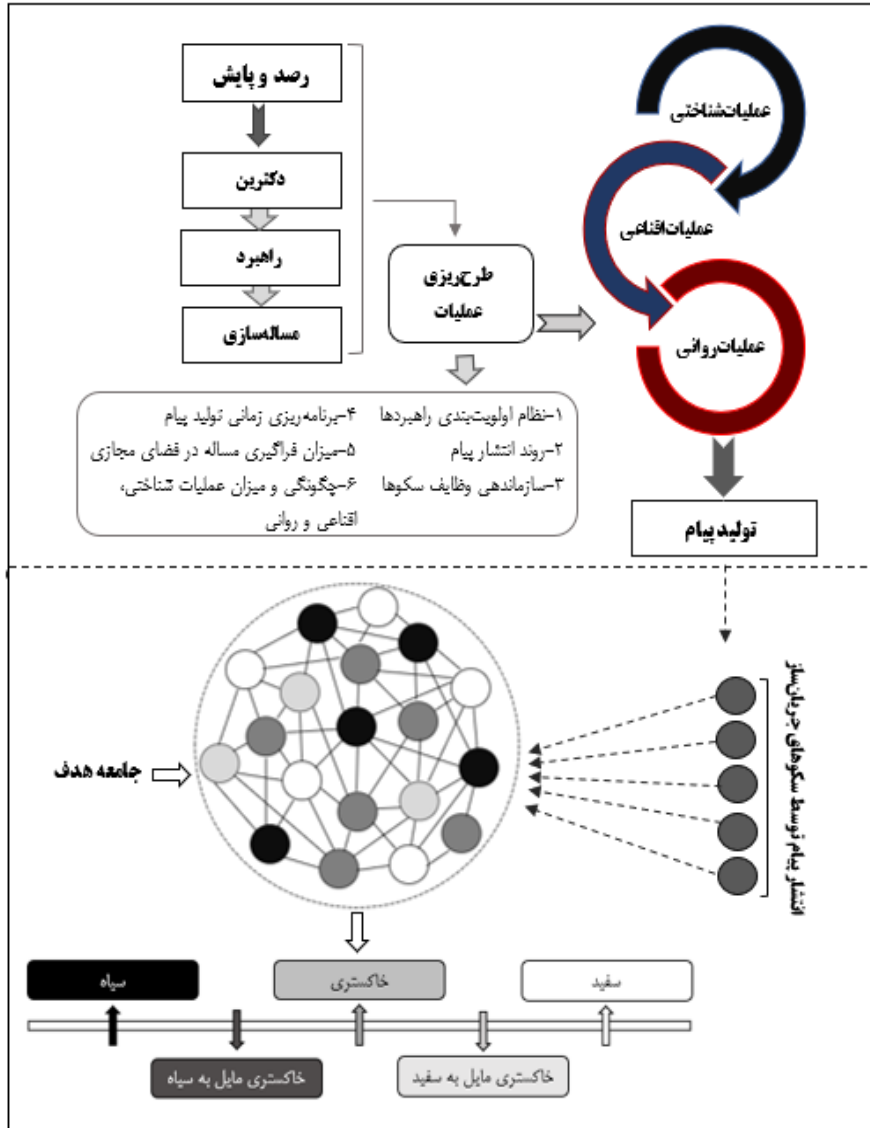 رصد و پایش
دکترین
راهبرد
مساله‌سازی
طرح‌ریزی
عملیات
عملیات‌شناختی
عملیات‌اقناعی
عملیات‌روانی
۱-نظام اولویت‌بندی راهبردها
۲-روند انتشار پیام
۳-سازماندهی وظایف سکوها
۴-برنامه‌ریزی زمانی تولید پیام
۵-میزان فراگیری مساله در فضای مجازی
۶-چگونگی و میزان عملیات شناختی،
اقناعی و روانی
تولید پیام
انتشار پیام توسط سکوهای جریان‌ساز
جامعه هدف
سفید
خاکستری
سیاه
خاکستری مایل به سفید
خاکستری مایل به سیاه